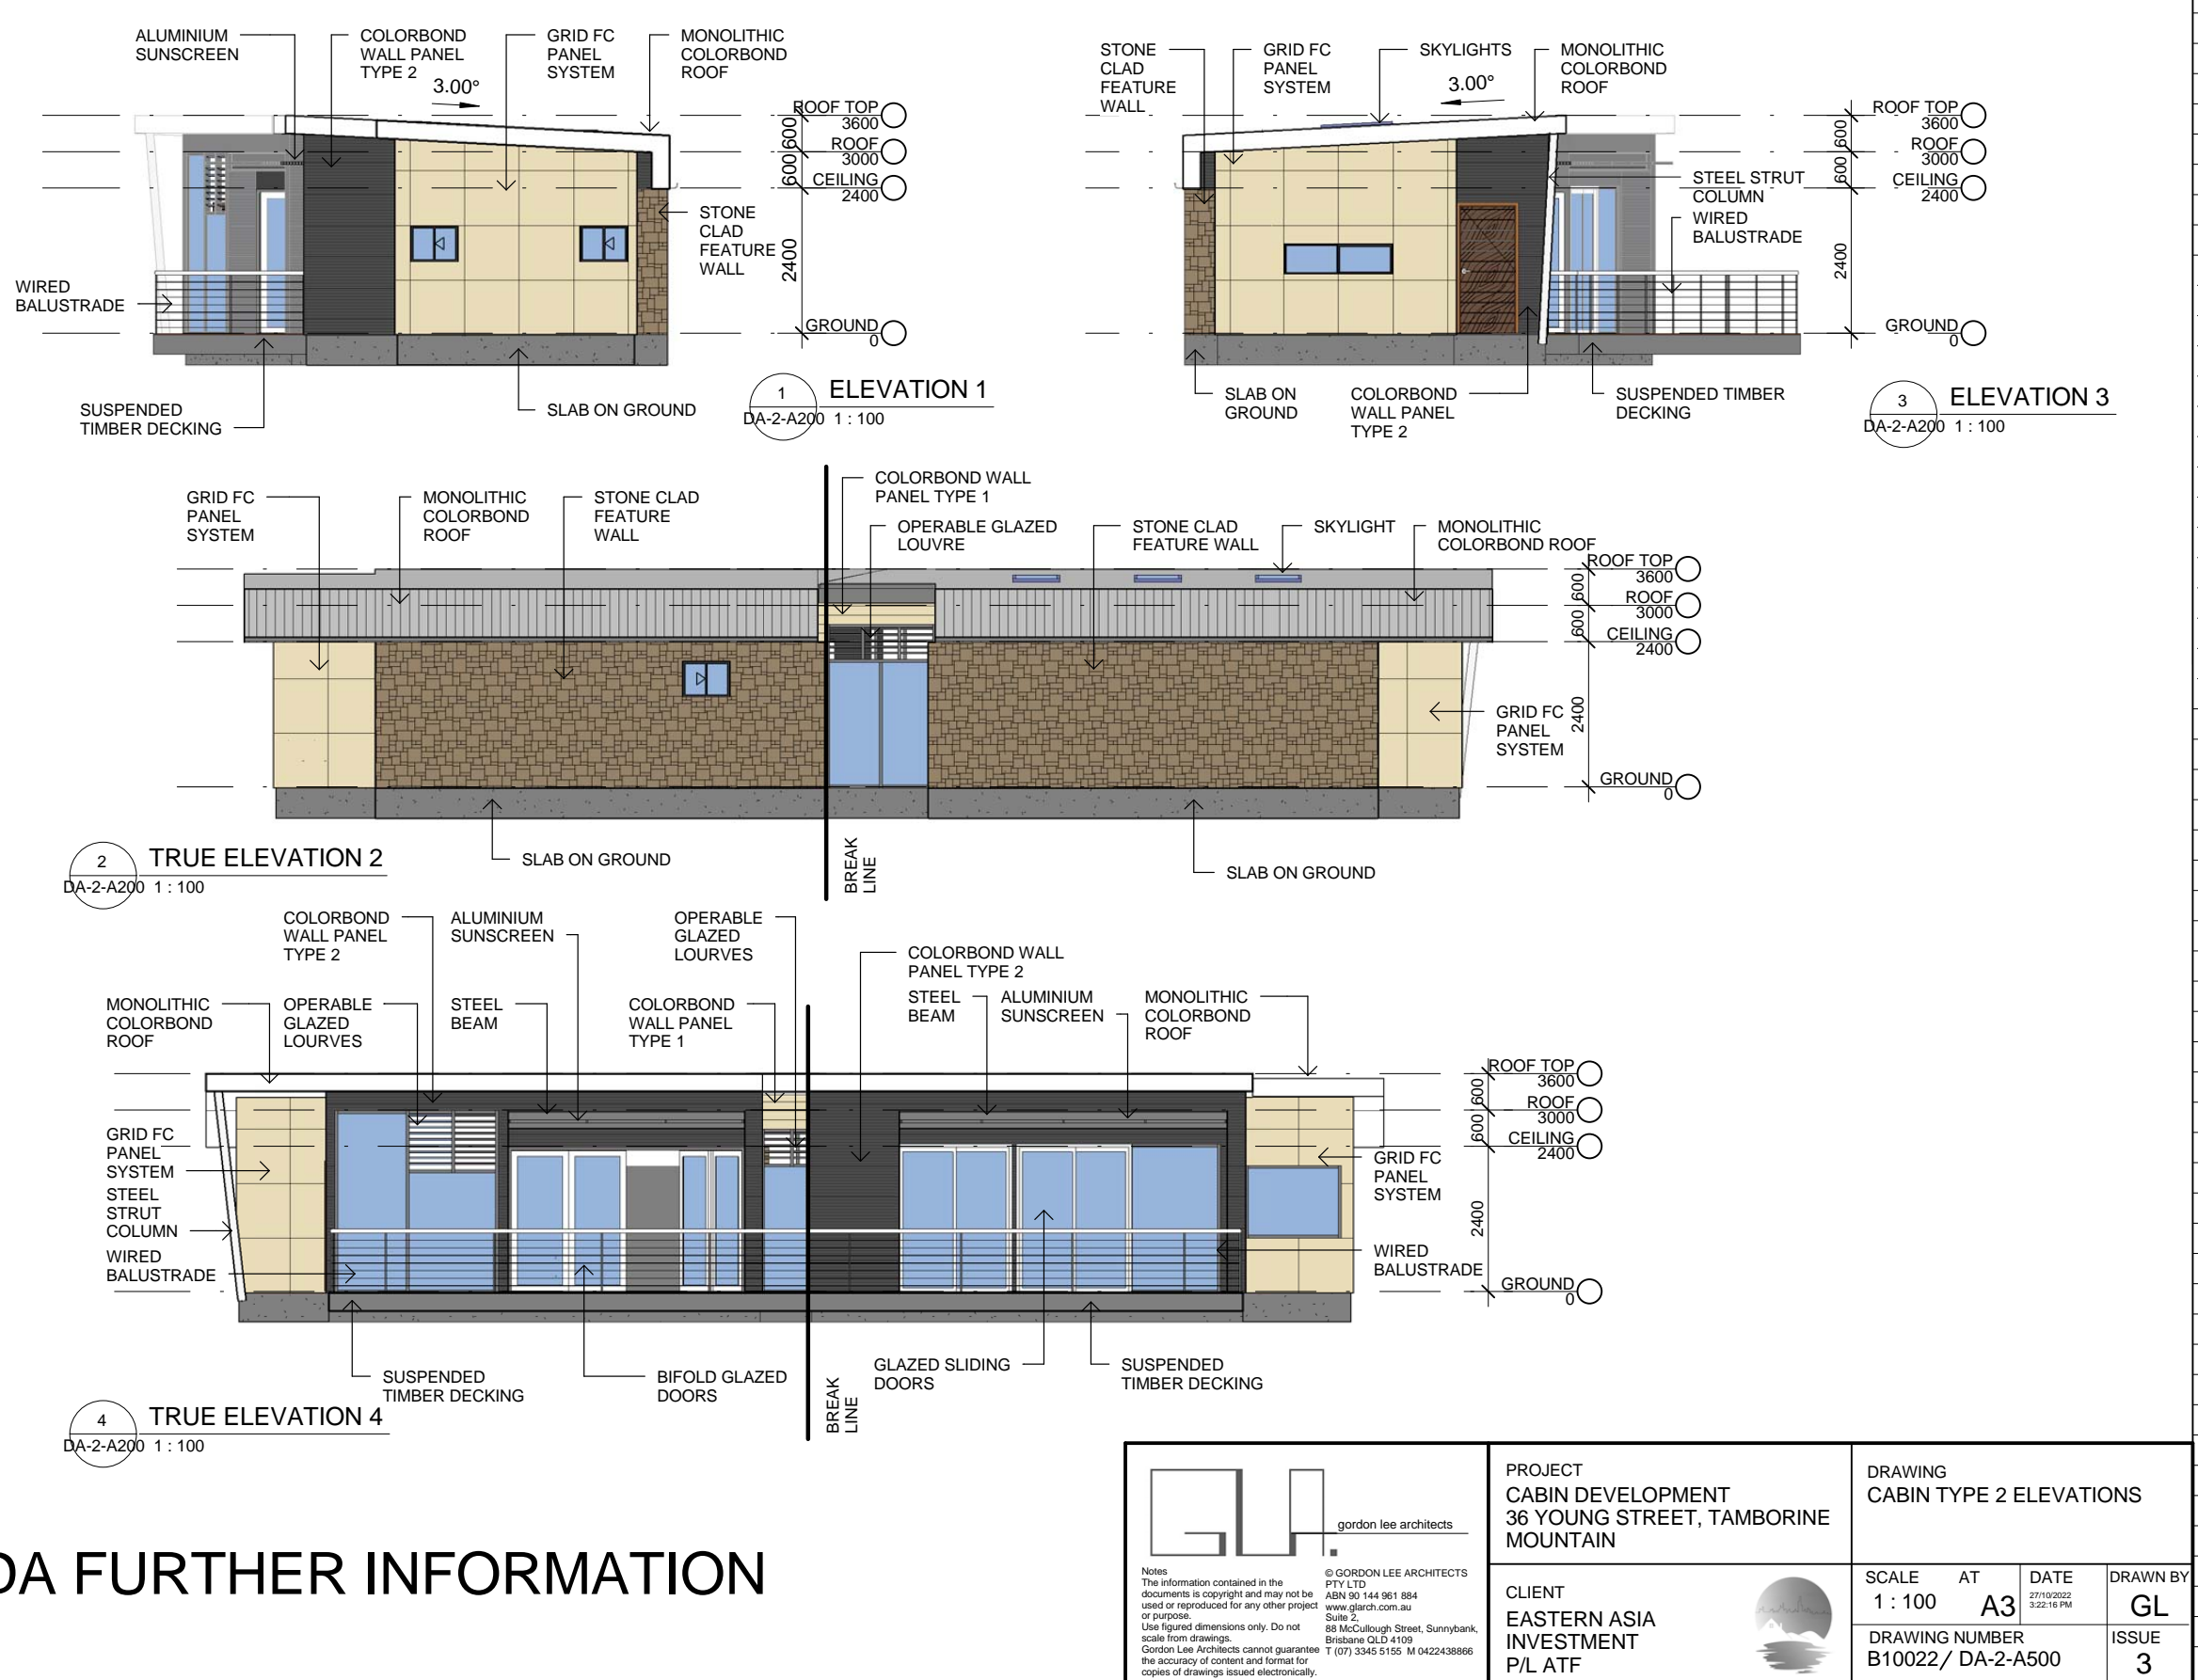 ALUMINIUM
SUNSCREEN
COLORBOND
WALL PANEL
TYPE 2
3.00°
GRID FC
PANEL
SYSTEM
MONOLITHIC
COLORBOND
ROOF
ROOF TOP
3600
600
ROOF
3000
600
CEILING
2400
STONE
CLAD
FEATURE
WALL
2400
WIRED
BALUSTRADE
GROUND
0
SUSPENDED
TIMBER DECKING
SLAB ON GROUND
1
ELEVATION 1
DA-2-A200 1 : 100
STONE
CLAD
FEATURE
WALL
GRID FC
PANEL
SYSTEM
SKYLIGHTS
3.00°
MONOLITHIC
COLORBOND
ROOF
ROOF TOP
3600
600
ROOF
3000
600
CEILING
2400
STEEL STRUT
COLUMN
WIRED
BALUSTRADE
2400
GROUND
0
SLAB ON
GROUND
COLORBOND
WALL PANEL
TYPE 2
SUSPENDED TIMBER
DECKING
3
ELEVATION 3
DA-2-A200 1 : 100
GRID FC
PANEL
SYSTEM
MONOLITHIC
COLORBOND
ROOF
STONE CLAD
FEATURE
WALL
COLORBOND WALL
PANEL TYPE 1
OPERABLE GLAZED
LOUVRE
STONE CLAD
FEATURE WALL
SKYLIGHT
MONOLITHIC
COLORBOND ROOF
ROOF TOP
3600
600
ROOF
3000
600
CEILING
2400
GRID FC
PANEL
SYSTEM
2400
GROUND
0
2
TRUE ELEVATION 2
DA-2-A200 1 : 100
SLAB ON GROUND
BREAK
LINE
SLAB ON GROUND
COLORBOND
WALL PANEL
TYPE 2
ALUMINIUM
SUNSCREEN
OPERABLE
GLAZED
LOURVES
COLORBOND WALL
PANEL TYPE 2
MONOLITHIC
COLORBOND
ROOF
OPERABLE
GLAZED
LOURVES
STEEL
BEAM
COLORBOND
WALL PANEL
TYPE 1
STEEL
BEAM
ALUMINIUM
SUNSCREEN
MONOLITHIC
COLORBOND
ROOF
ROOF TOP
3600
600
ROOF
3000
600
CEILING
2400
GRID FC
PANEL
SYSTEM
STEEL
STRUT
COLUMN
WIRED
BALUSTRADE
GRID FC
PANEL
SYSTEM
2400
WIRED
BALUSTRADE
GROUND
0
SUSPENDED
TIMBER DECKING
BIFOLD GLAZED
DOORS
BREAK
LINE
GLAZED SLIDING
DOORS
SUSPENDED
TIMBER DECKING
4
TRUE ELEVATION 4
DA-2-A200 1 : 100
DA FURTHER INFORMATION
gordon lee architects
Notes
The information contained in the
documents is copyright and may not be
used or reproduced for any other project
or purpose.
Use figured dimensions only. Do not
scale from drawings.
Gordon Lee Architects cannot guarantee
the accuracy of content and format for
copies of drawings issued electronically.
© GORDON LEE ARCHITECTS
PTY LTD
ABN 90 144 961 884
www.glarch.com.au
Suite 2,
88 McCullough Street, Sunnybank,
Brisbane QLD 4109
T (07) 3345 5155 M 0422438866
PROJECT
CABIN DEVELOPMENT
36 YOUNG STREET, TAMBORINE
MOUNTAIN
CLIENT
EASTERN ASIA
INVESTMENT
P/L ATF
DRAWING
CABIN TYPE 2 ELEVATIONS
SCALE
1 : 100
AT
A3
DATE
27/10/2022
3:22:16 PM
DRAWN BY
GL
DRAWING NUMBER
B10022/ DA-2-A500
ISSUE
3